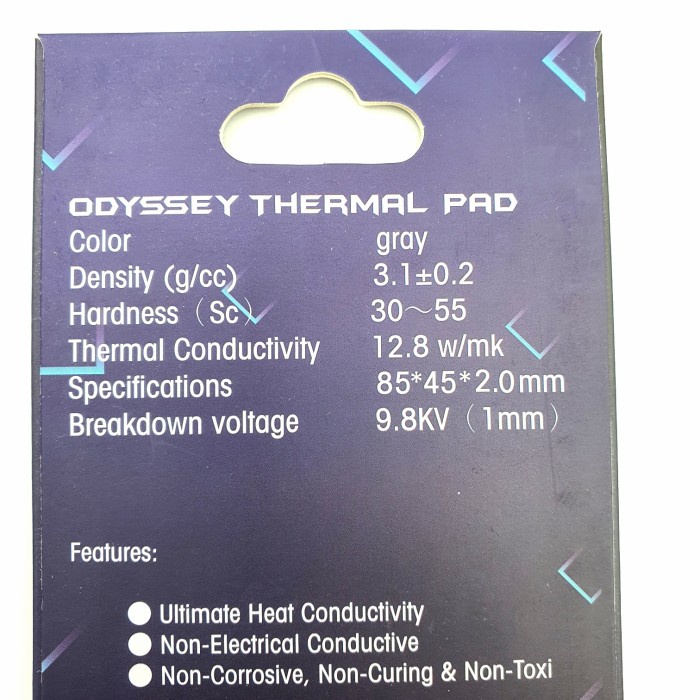 ODYSSEY THERMAL PAD
Color gray
Density (g/cc) 3.1±0.2
Hardness（Sc） 30～55
Thermal Conductivity 12.8 w/mk
Specifications 85*45*2.0mm
Breakdown voltage 9.8KV（1mm）
Features:
Ultimate Heat Conductivity
Non-Electrical Conductive
Non-Corrosive, Non-Curing & Non-Toxi